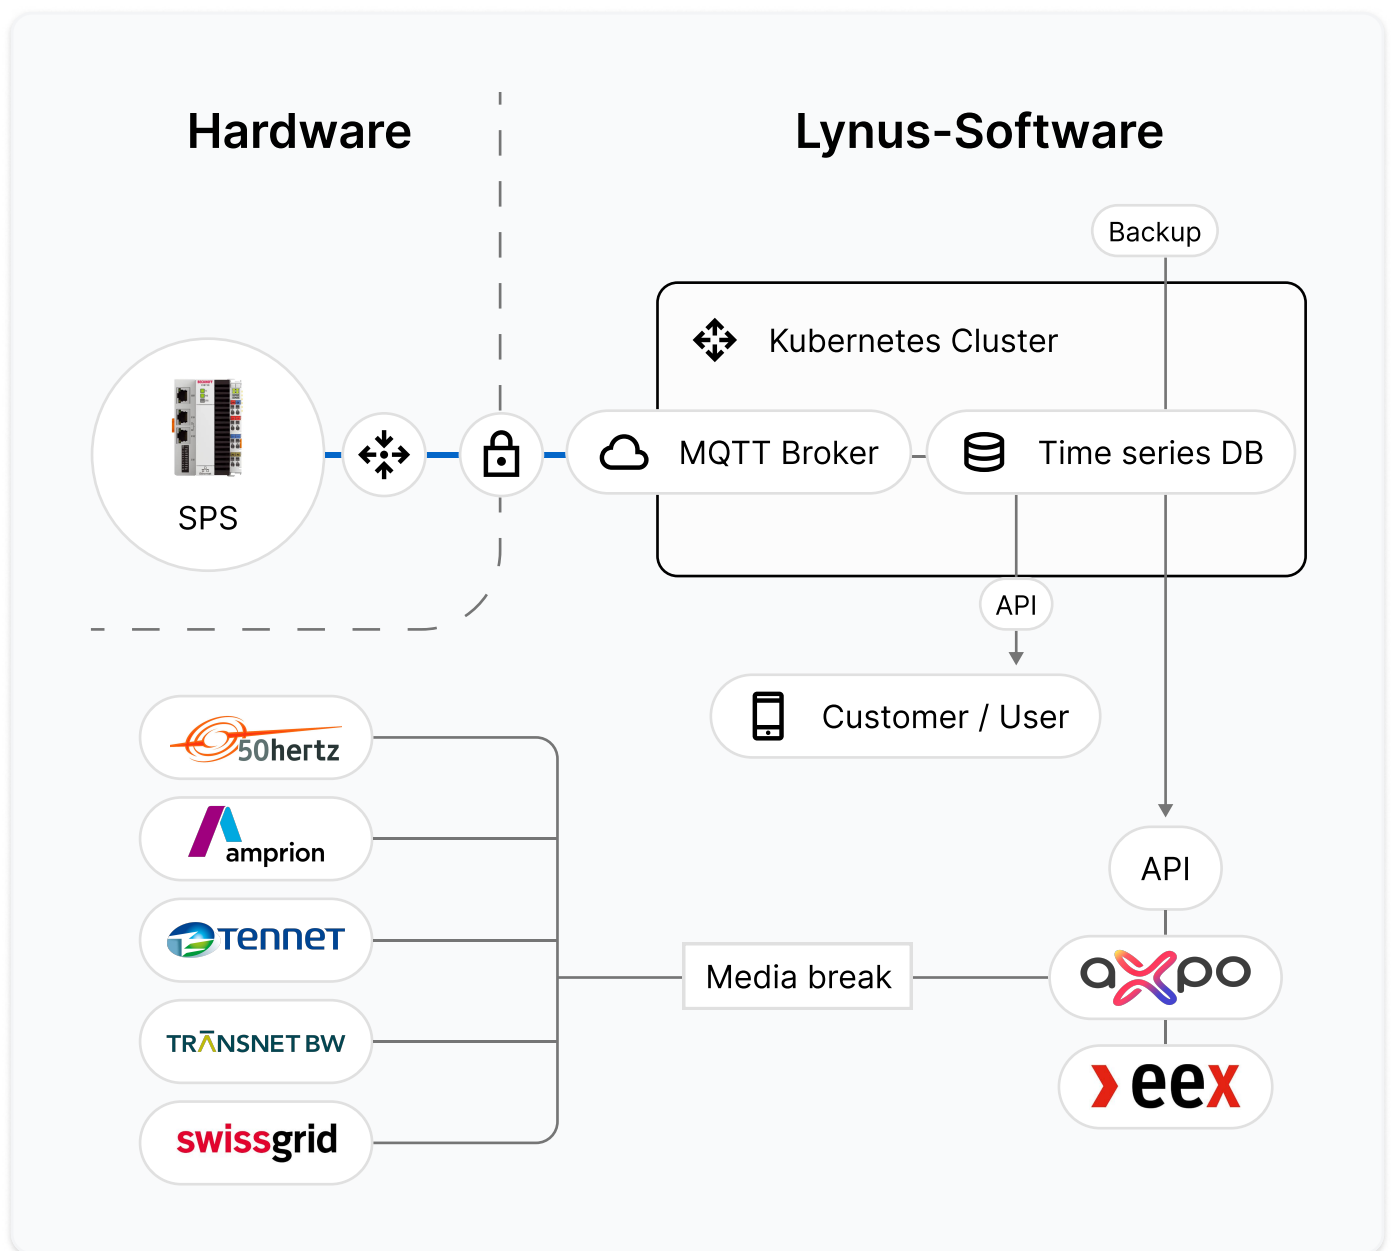 Hardware
Lynus-Software
Backup
Kubernetes Cluster
MQTT Broker
Time series DB
SPS
API
Customer / User
50hertz
amprion
TenneT
TRANSNET BW
swissgrid
Media break
API
axpo
eex